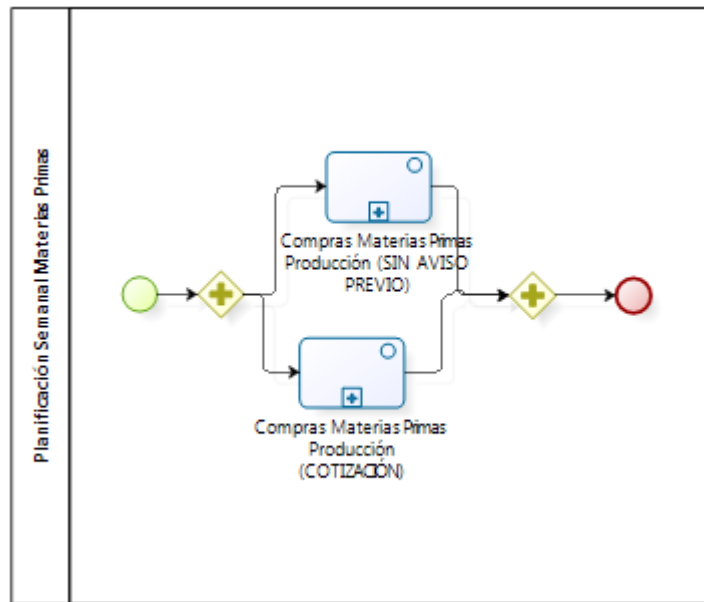 Planificación Semanal Materias Primas
Compras Materias Primas
Producción (SIN AVISO
PREVIO)
Compras Materias Primas
Producción
(COTIZACIÓN)